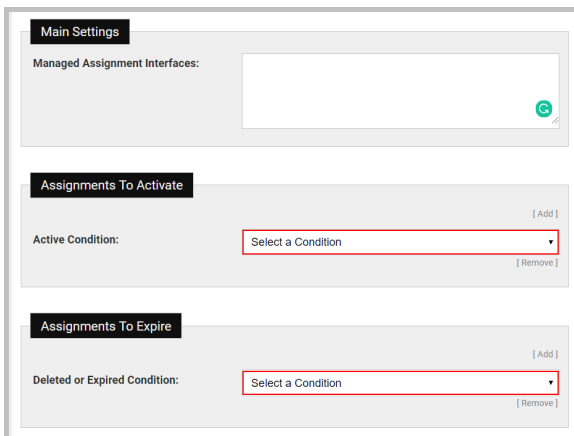 Main Settings
Managed Assignment Interfaces:
Assignments To Activate
[ Add ]
Active Condition:
Select a Condition
[ Remove ]
Assignments To Expire
[ Add ]
Deleted or Expired Condition:
Select a Condition
[ Remove ]